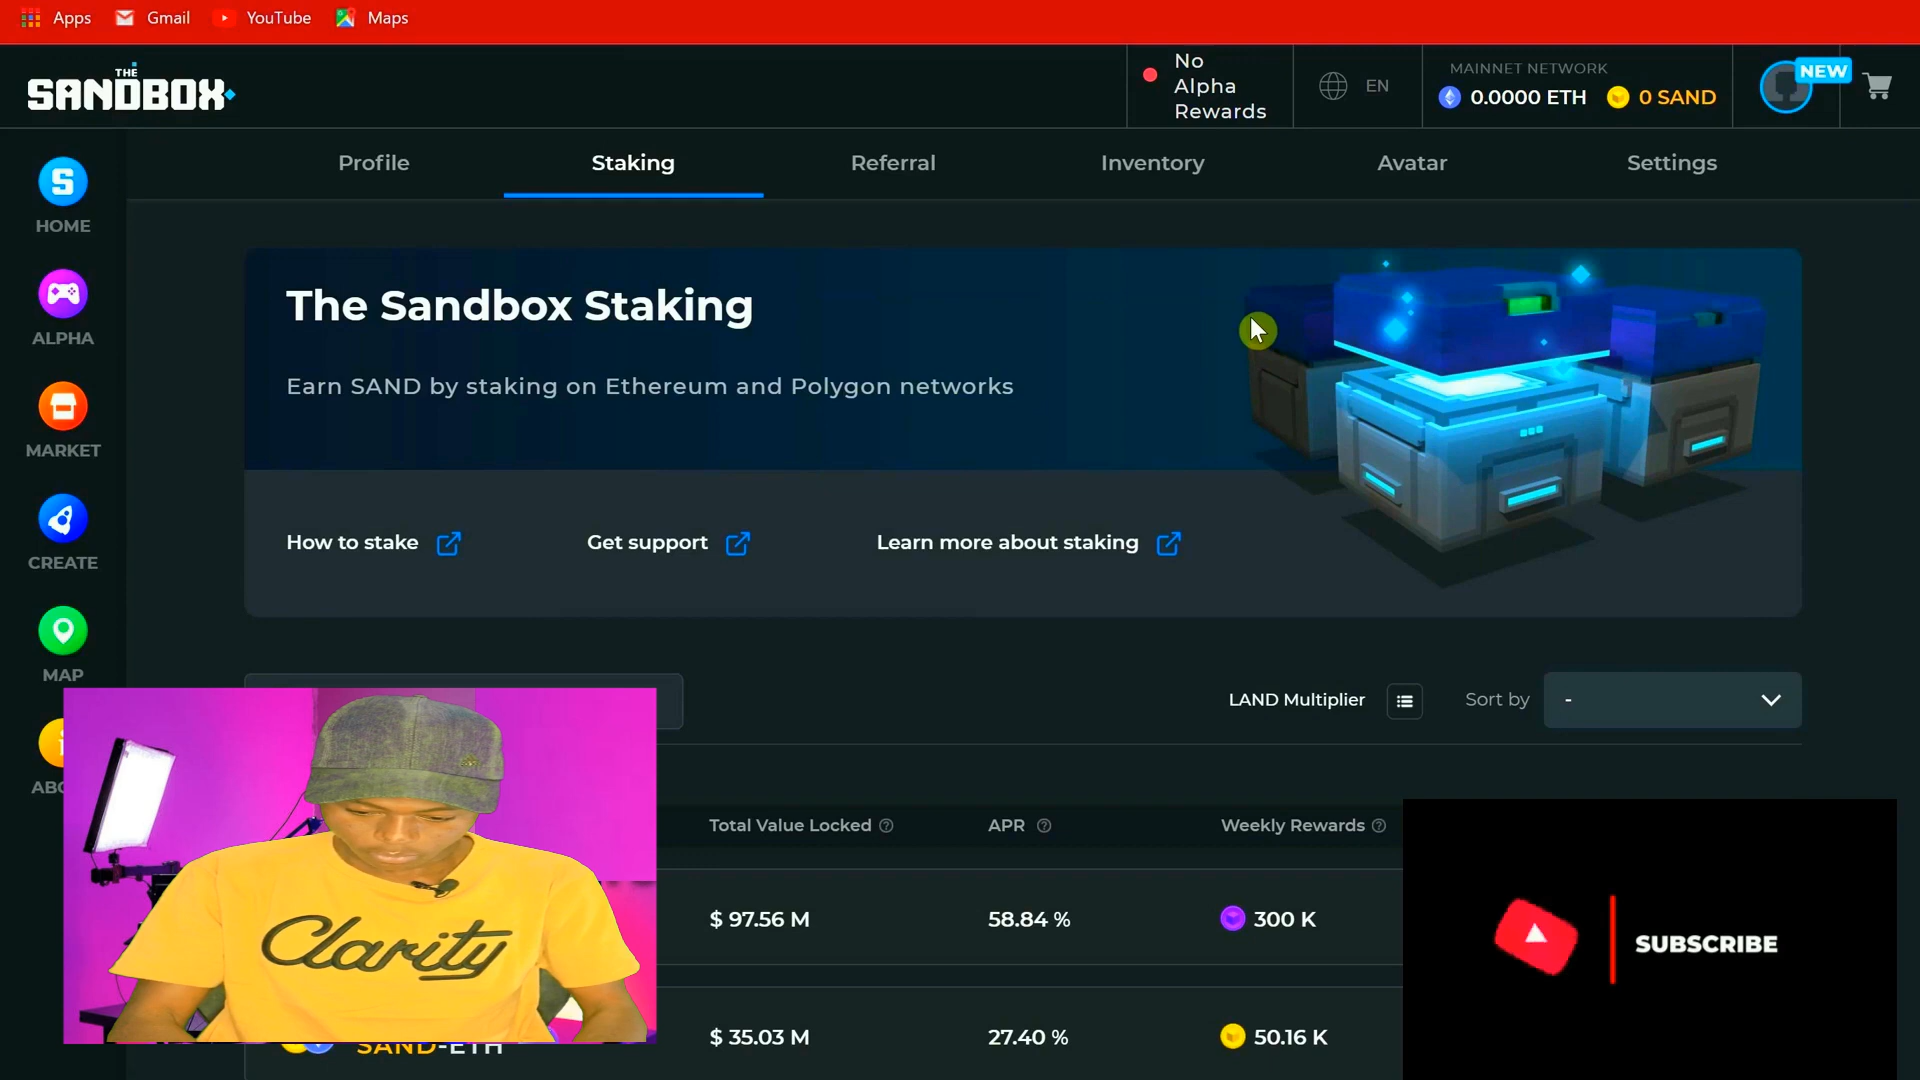 Apps
Gmail
YouTube
Maps
THE
SANDBOX
No
Alpha
Rewards
EN
MAINNET NETWORK
0.0000 ETH
0 SAND
NEW
Profile
Staking
Referral
Inventory
Avatar
Settings
HOME
ALPHA
MARKET
CREATE
MAP
The Sandbox Staking
Earn SAND by staking on Ethereum and Polygon networks
How to stake
Get support
Learn more about staking
LAND Multiplier
Sort by
-
Total Value Locked
APR
Weekly Rewards
$ 97.56 M
58.84 %
300 K
$ 35.03 M
27.40 %
50.16 K
SAND-ETH
Clarity
SUBSCRIBE